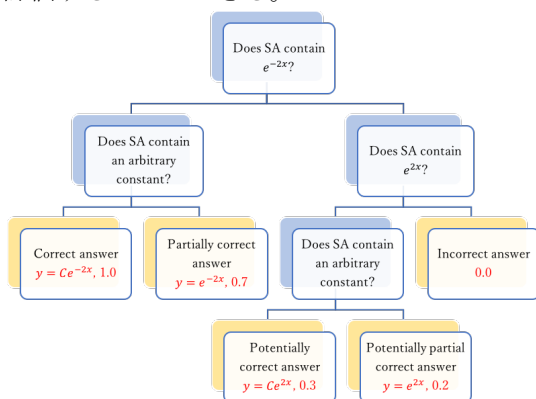 Does SA contain
e^{-2x}?
Does SA contain
an arbitrary
constant?
Does SA contain
e^{2x}?
Correct answer
y = Ce^{-2x}, 1.0
Partially correct
answer
y = e^{-2x}, 0.7
Does SA contain
an arbitrary
constant?
Incorrect answer
0.0
Potentially
correct answer
y = Ce^{2x}, 0.3
Potentially partial
correct answer
y = e^{2x}, 0.2